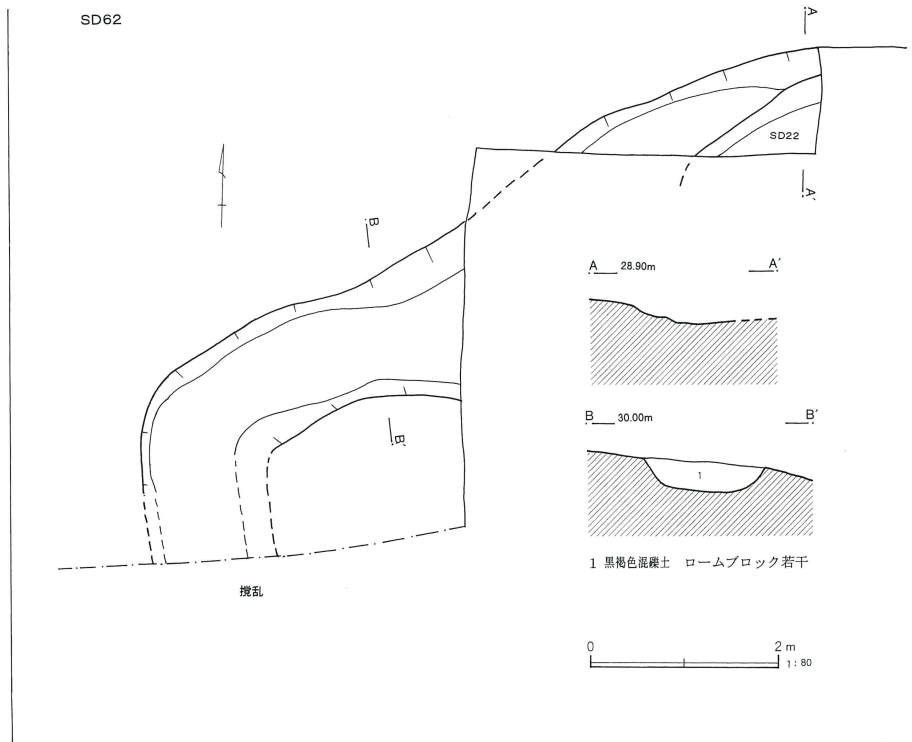 SD62
A
SD22
A′
B
B′
A 28.90m A′
B 30.00m B′
1
1 黒褐色混礫土 ロームブロック若干
撹乱
0 2 m
1:80